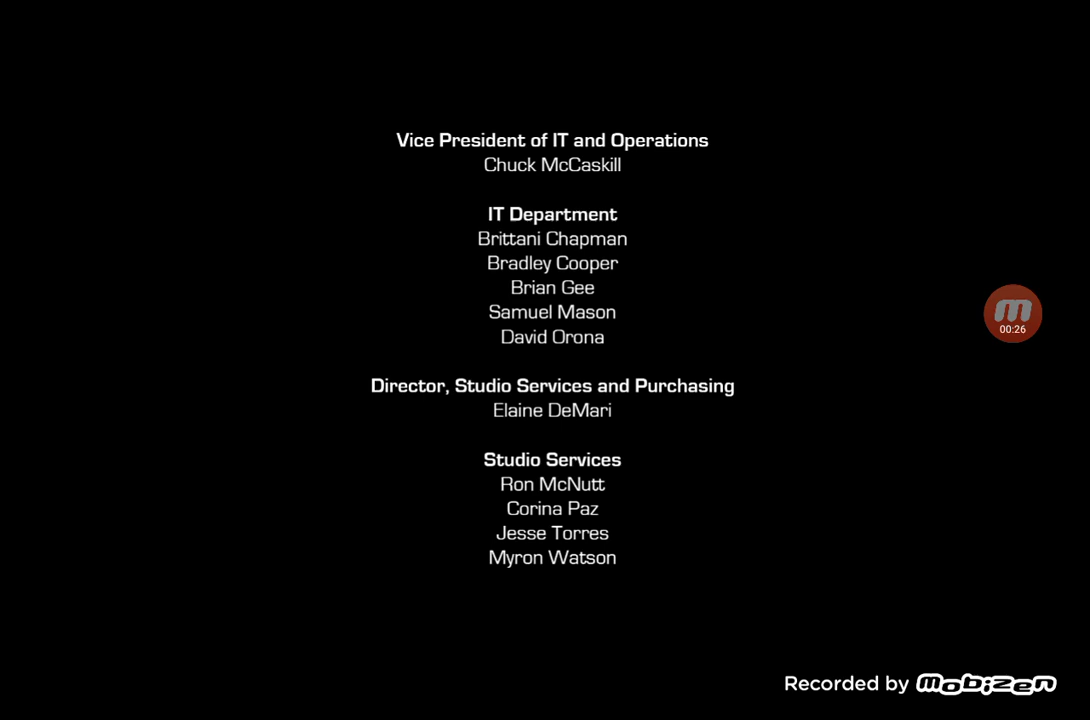 Vice President of IT and Operations
Chuck McCaskill
IT Department
Brittani Chapman
Bradley Cooper
Brian Gee
Samuel Mason
David Orona
Director, Studio Services and Purchasing
Elaine DeMari
Studio Services
Ron McNutt
Corina Paz
Jesse Torres
Myron Watson
m
00:26
Recorded by mobizen